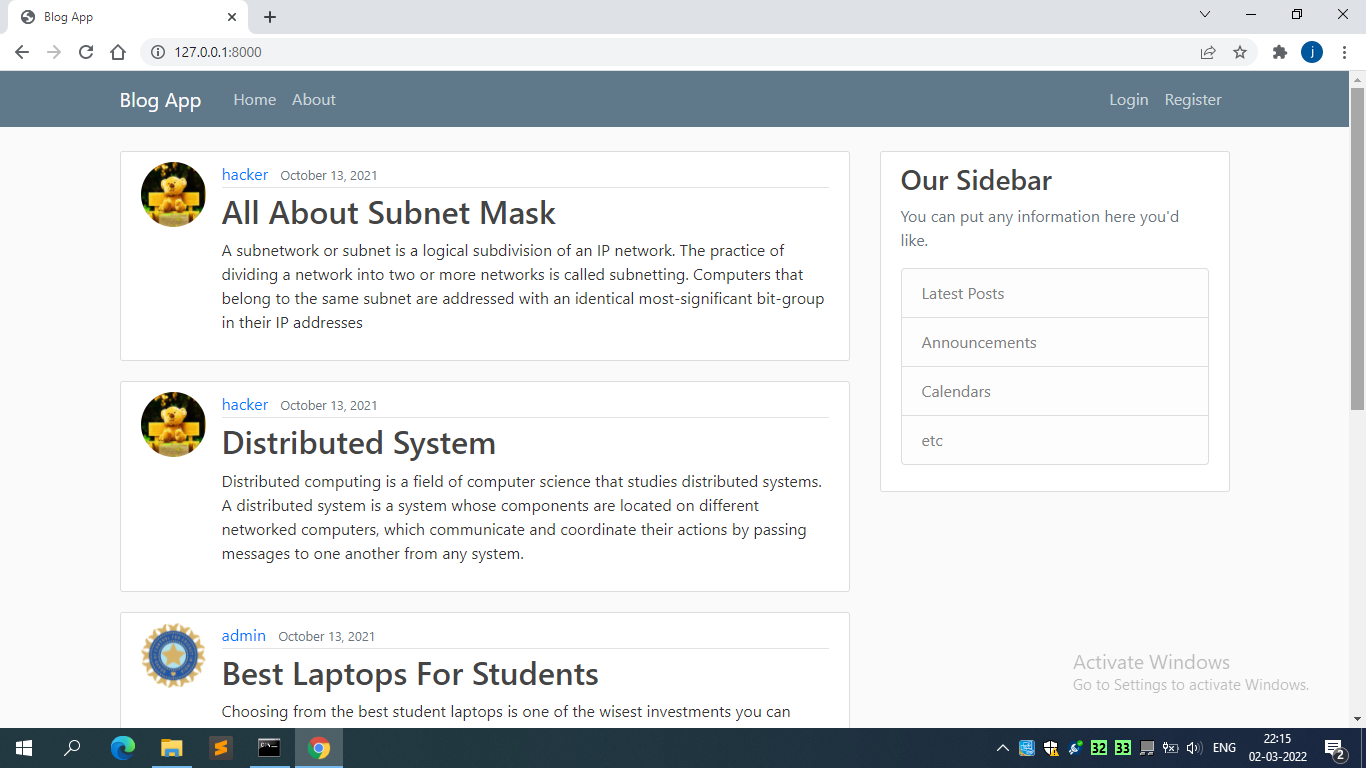 Blog App
127.0.0.1:8000
j
Blog App Home About Login Register
hacker October 13, 2021
All About Subnet Mask
A subnetwork or subnet is a logical subdivision of an IP network. The practice of
dividing a network into two or more networks is called subnetting. Computers that
belong to the same subnet are addressed with an identical most-significant bit-group
in their IP addresses
hacker October 13, 2021
Distributed System
Distributed computing is a field of computer science that studies distributed systems.
A distributed system is a system whose components are located on different
networked computers, which communicate and coordinate their actions by passing
messages to one another from any system.
admin October 13, 2021
Best Laptops For Students
Choosing from the best student laptops is one of the wisest investments you can
Our Sidebar
You can put any information here you'd
like.
Latest Posts
Announcements
Calendars
etc
Activate Windows
Go to Settings to activate Windows.
32 33 ENG 22:15
02-03-2022
2